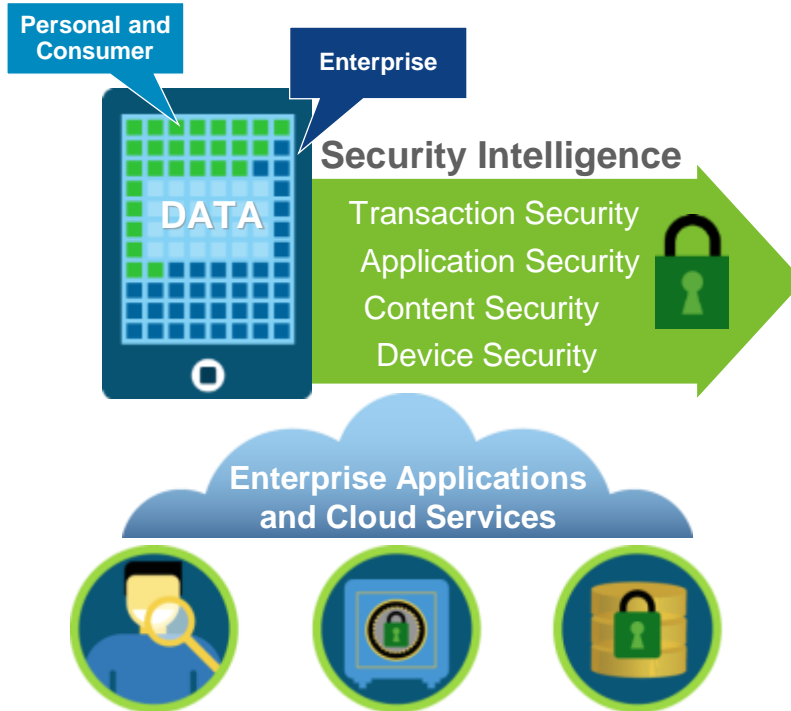 Personal and
Consumer
Enterprise
Security Intelligence
DATA
Transaction Security
Application Security
Content Security
Device Security
Enterprise Applications
and Cloud Services